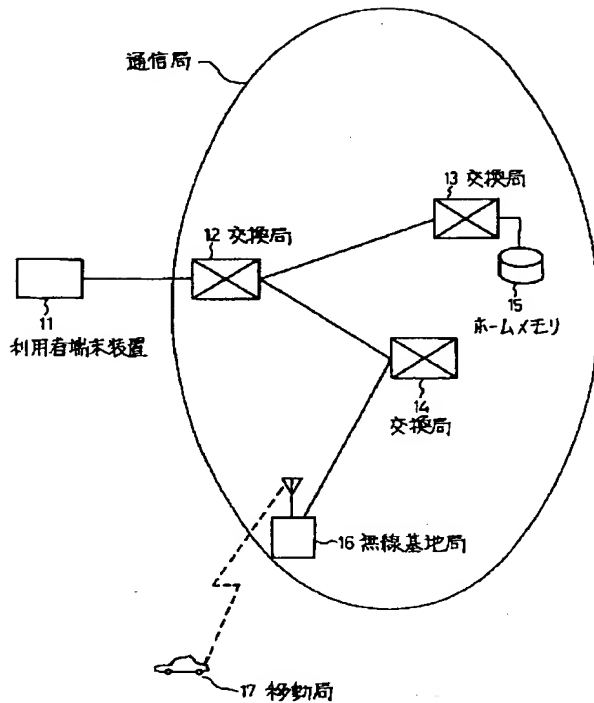 通信局
13 交換局
12 交換局
15
ホームメモリ
11
利用者端末装置
14
交換局
16 無線基地局
17 移動局